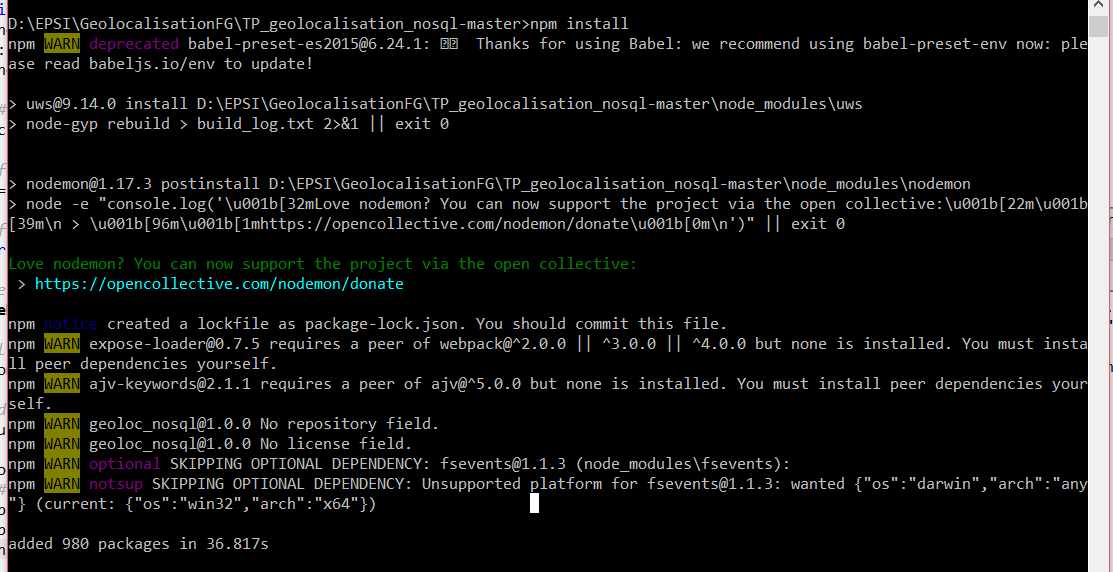 D:\EPSI\GeolocalisationFG\TP_geolocalisation_nosql-master>npm install
npm WARN deprecated babel-preset-es2015@6.24.1: Thanks for using Babel: we recommend using babel-preset-env now: ple
ase read babeljs.io/env to update!
> uws@9.14.0 install D:\EPSI\GeolocalisationFG\TP_geolocalisation_nosql-master\node_modules\uws
> node-gyp rebuild > build_log.txt 2>&1 || exit 0
> nodemon@1.17.3 postinstall D:\EPSI\GeolocalisationFG\TP_geolocalisation_nosql-master\node_modules\nodemon
> node -e "console.log('\u001b[32mLove nodemon? You can now support the project via the open collective:\u001b[22m\u001b
[39m\n > \u001b[96m\u001b[1mhttps://opencollective.com/nodemon/donate\u001b[0m\n')" || exit 0
Love nodemon? You can now support the project via the open collective:
> https://opencollective.com/nodemon/donate
npm notice created a lockfile as package-lock.json. You should commit this file.
npm WARN expose-loader@0.7.5 requires a peer of webpack@^2.0.0 || ^3.0.0 || ^4.0.0 but none is installed. You must insta
ll peer dependencies yourself.
npm WARN ajv-keywords@2.1.1 requires a peer of ajv@^5.0.0 but none is installed. You must install peer dependencies your
self.
npm WARN geoloc_nosql@1.0.0 No repository field.
npm WARN geoloc_nosql@1.0.0 No license field.
npm WARN optional SKIPPING OPTIONAL DEPENDENCY: fsevents@1.1.3 (node_modules\fsevents):
npm WARN notsup SKIPPING OPTIONAL DEPENDENCY: Unsupported platform for fsevents@1.1.3: wanted {"os":"darwin","arch":"any
"} (current: {"os":"win32","arch":"x64"})
added 980 packages in 36.817s